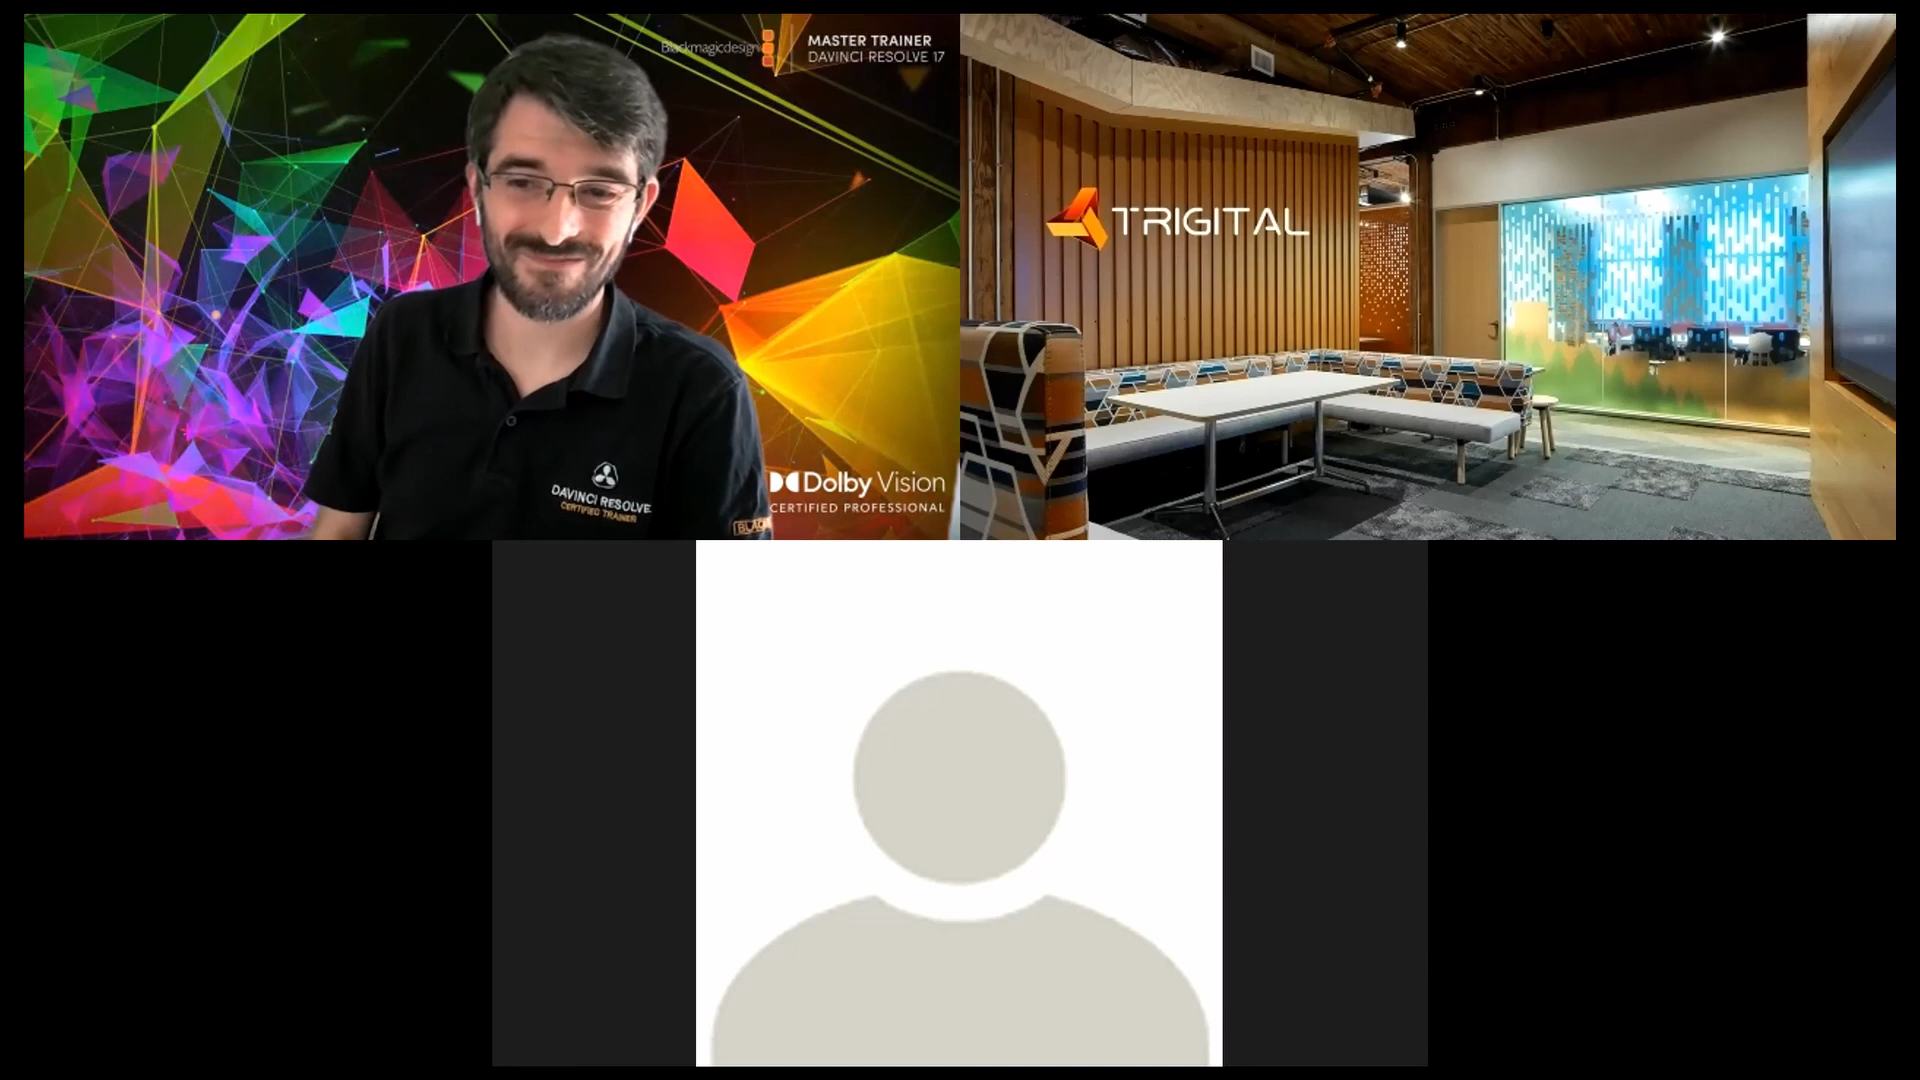 Blackmagicdesign
MASTER TRAINER
DAVINCI RESOLVE 17
TRIGITAL
DAVINCI RESOLVE
CERTIFIED TRAINER
Dolby Vision
CERTIFIED PROFESSIONAL